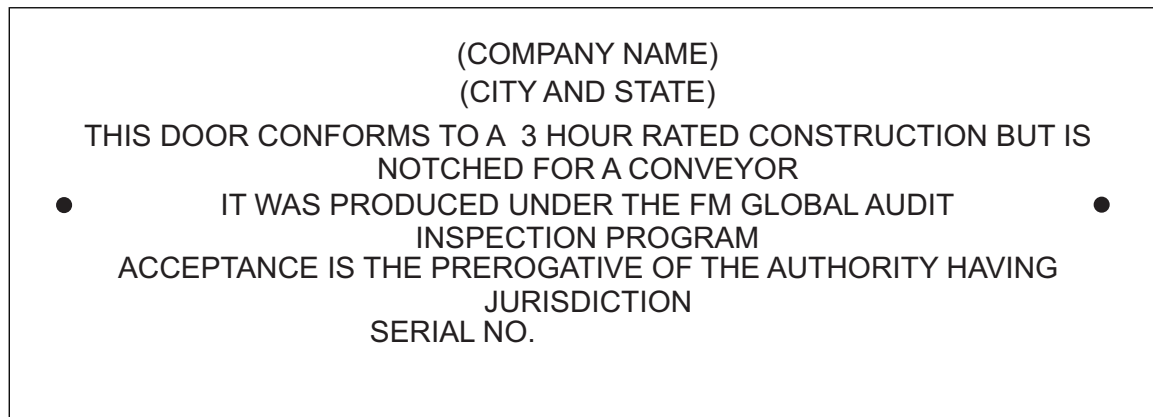 (COMPANY NAME)
(CITY AND STATE)
THIS DOOR CONFORMS TO A 3 HOUR RATED CONSTRUCTION BUT IS
NOTCHED FOR A CONVEYOR
IT WAS PRODUCED UNDER THE FM GLOBAL AUDIT
INSPECTION PROGRAM
ACCEPTANCE IS THE PREROGATIVE OF THE AUTHORITY HAVING
JURISDICTION
SERIAL NO.